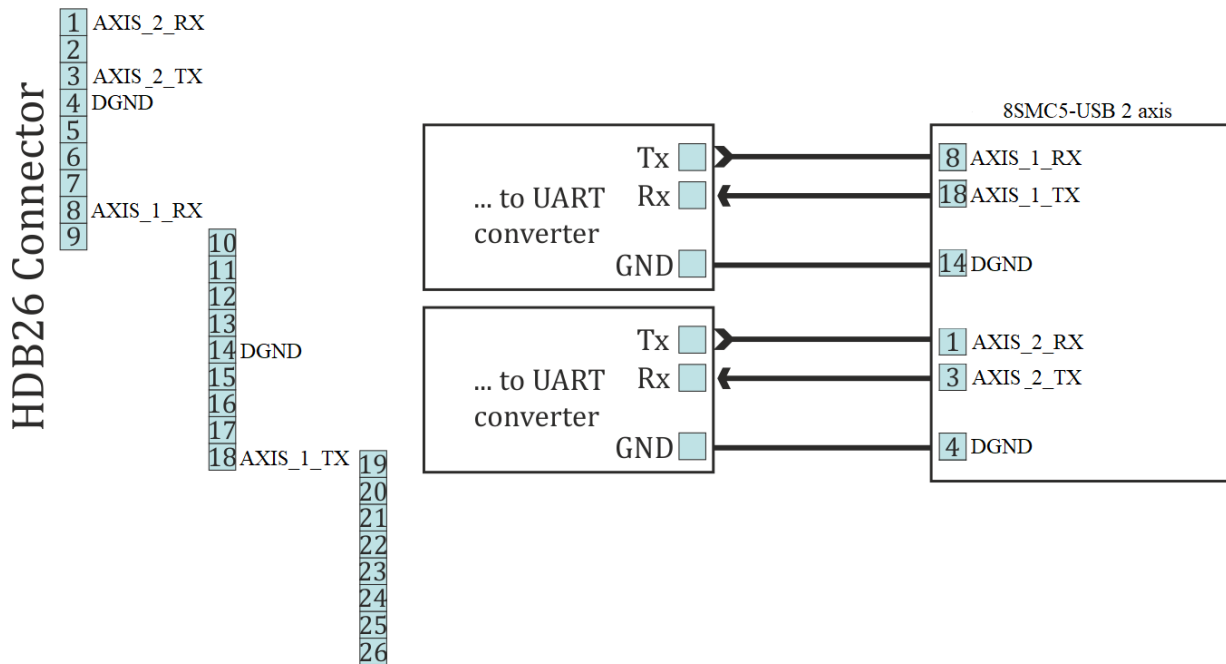 HDB26 Connector
1 AXIS_2_RX
2
3 AXIS_2_TX
4 DGND
5
6
7
8 AXIS_1_RX
9
10
11
12
13
14 DGND
15
16
17
18 AXIS_1_TX
19
20
21
22
23
24
25
26
... to UART
converter
Tx
Rx
GND
... to UART
converter
Tx
Rx
GND
8SMC5-USB 2 axis
8 AXIS_1_RX
18 AXIS_1_TX
14 DGND
1 AXIS_2_RX
3 AXIS_2_TX
4 DGND